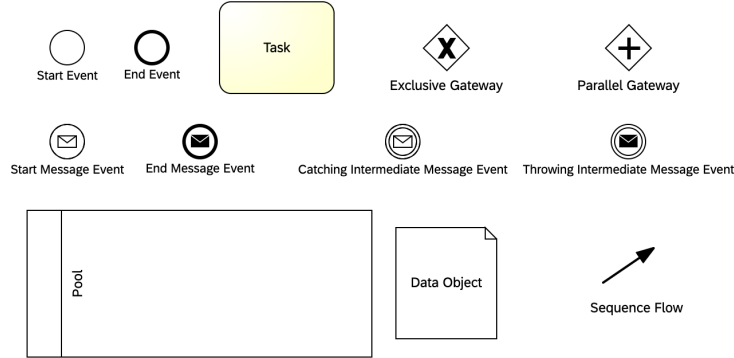 Task
Start Event
End Event
Exclusive Gateway
Parallel Gateway
Start Message Event
End Message Event
Catching Intermediate Message Event
Throwing Intermediate Message Event
Pool
Data Object
Sequence Flow